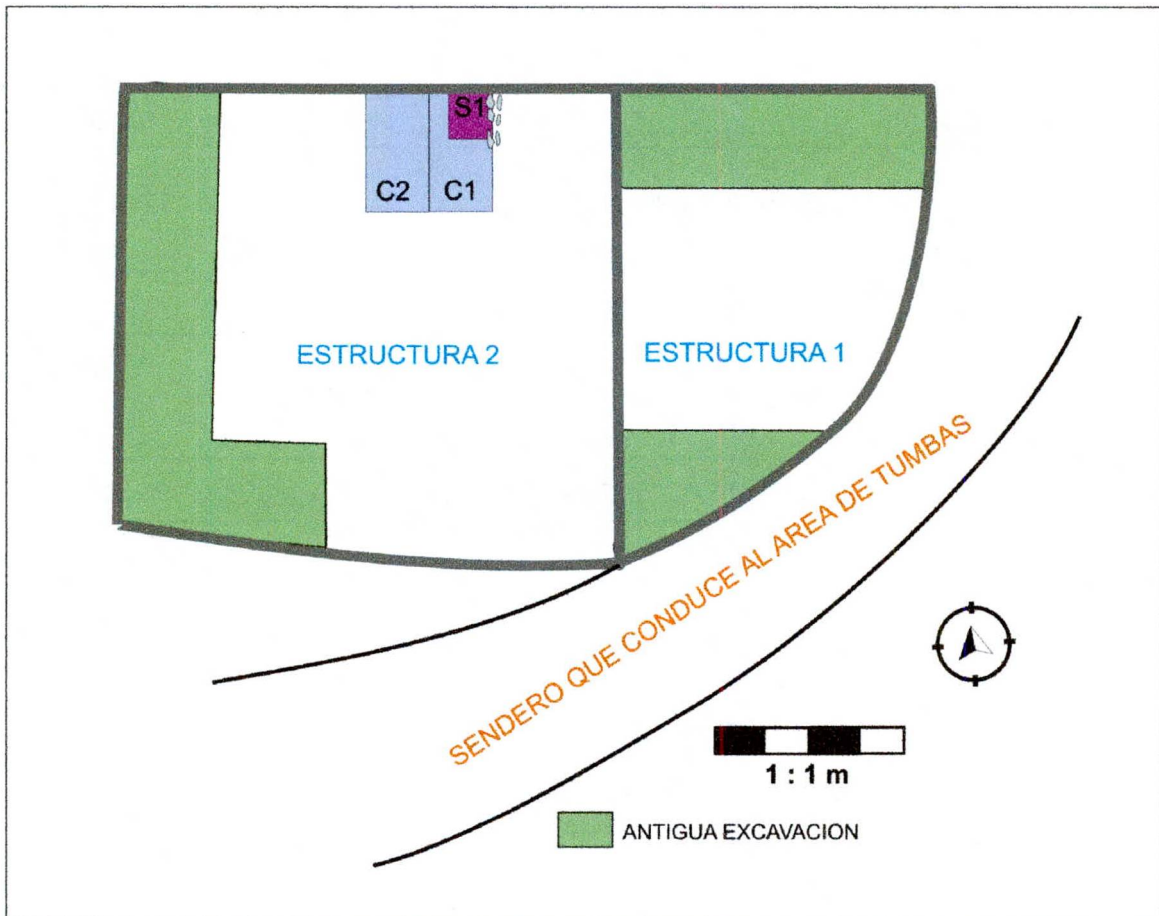 S1
C2
C1
ESTRUCTURA 2
ESTRUCTURA 1
SENDERO QUE CONDUCE AL AREA DE TUMBAS
1 : 1 m
ANTIGUA EXCAVACION